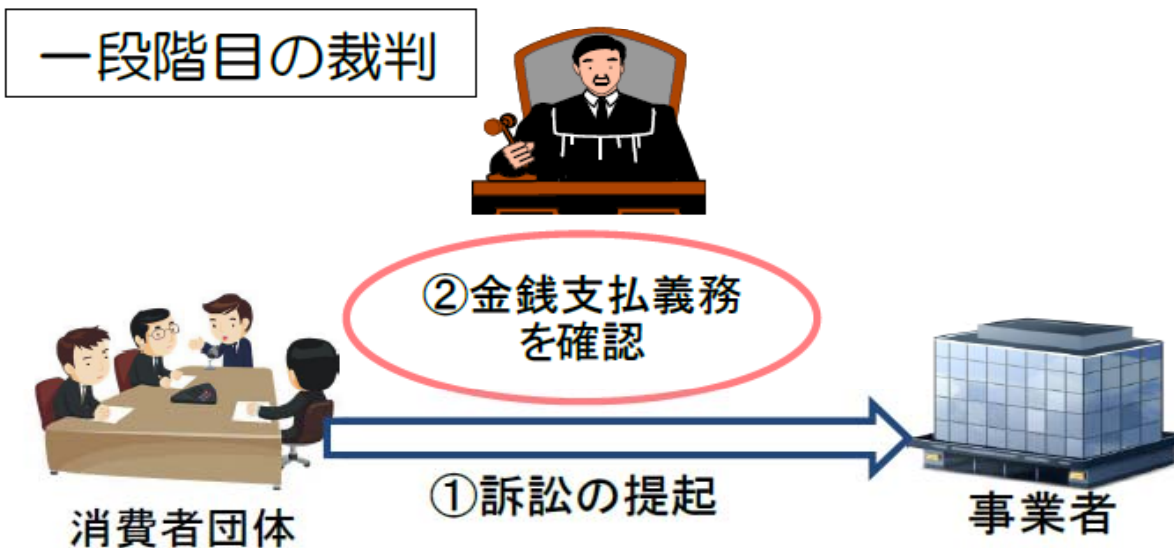 一段階目の裁判
②金銭支払義務
を確認
①訴訟の提起
消費者団体
事業者